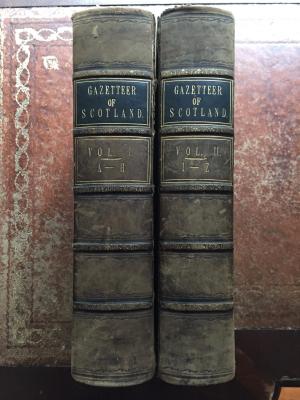 GAZETTEER
OF
SCOTLAND.
VOL. I.
A—H
GAZETTEER
OF
SCOTLAND.
VOL. II.
I—Z